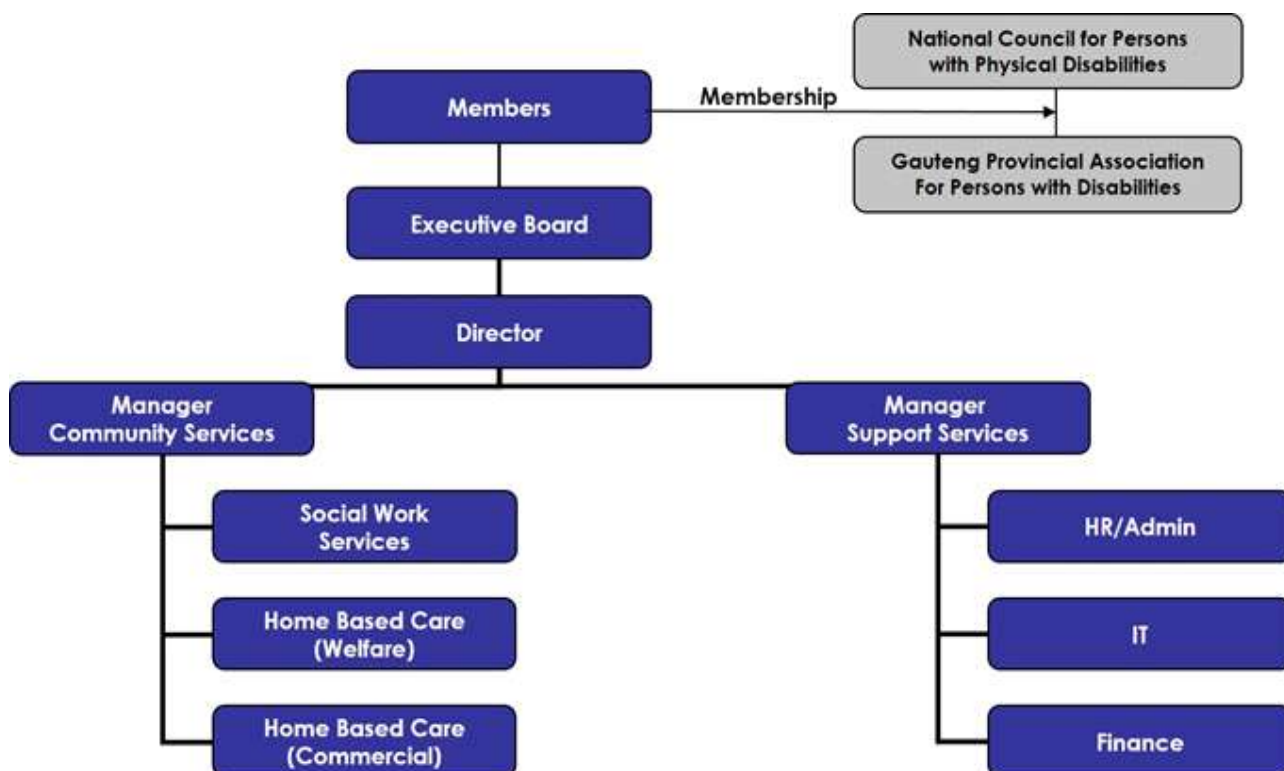 National Council for Persons
with Physical Disabilities
Members
Membership
Gauteng Provincial Association
For Persons with Disabilities
Executive Board
Director
Manager
Community Services
Manager
Support Services
Social Work
Services
HR/Admin
Home Based Care
(Welfare)
IT
Home Based Care
(Commercial)
Finance